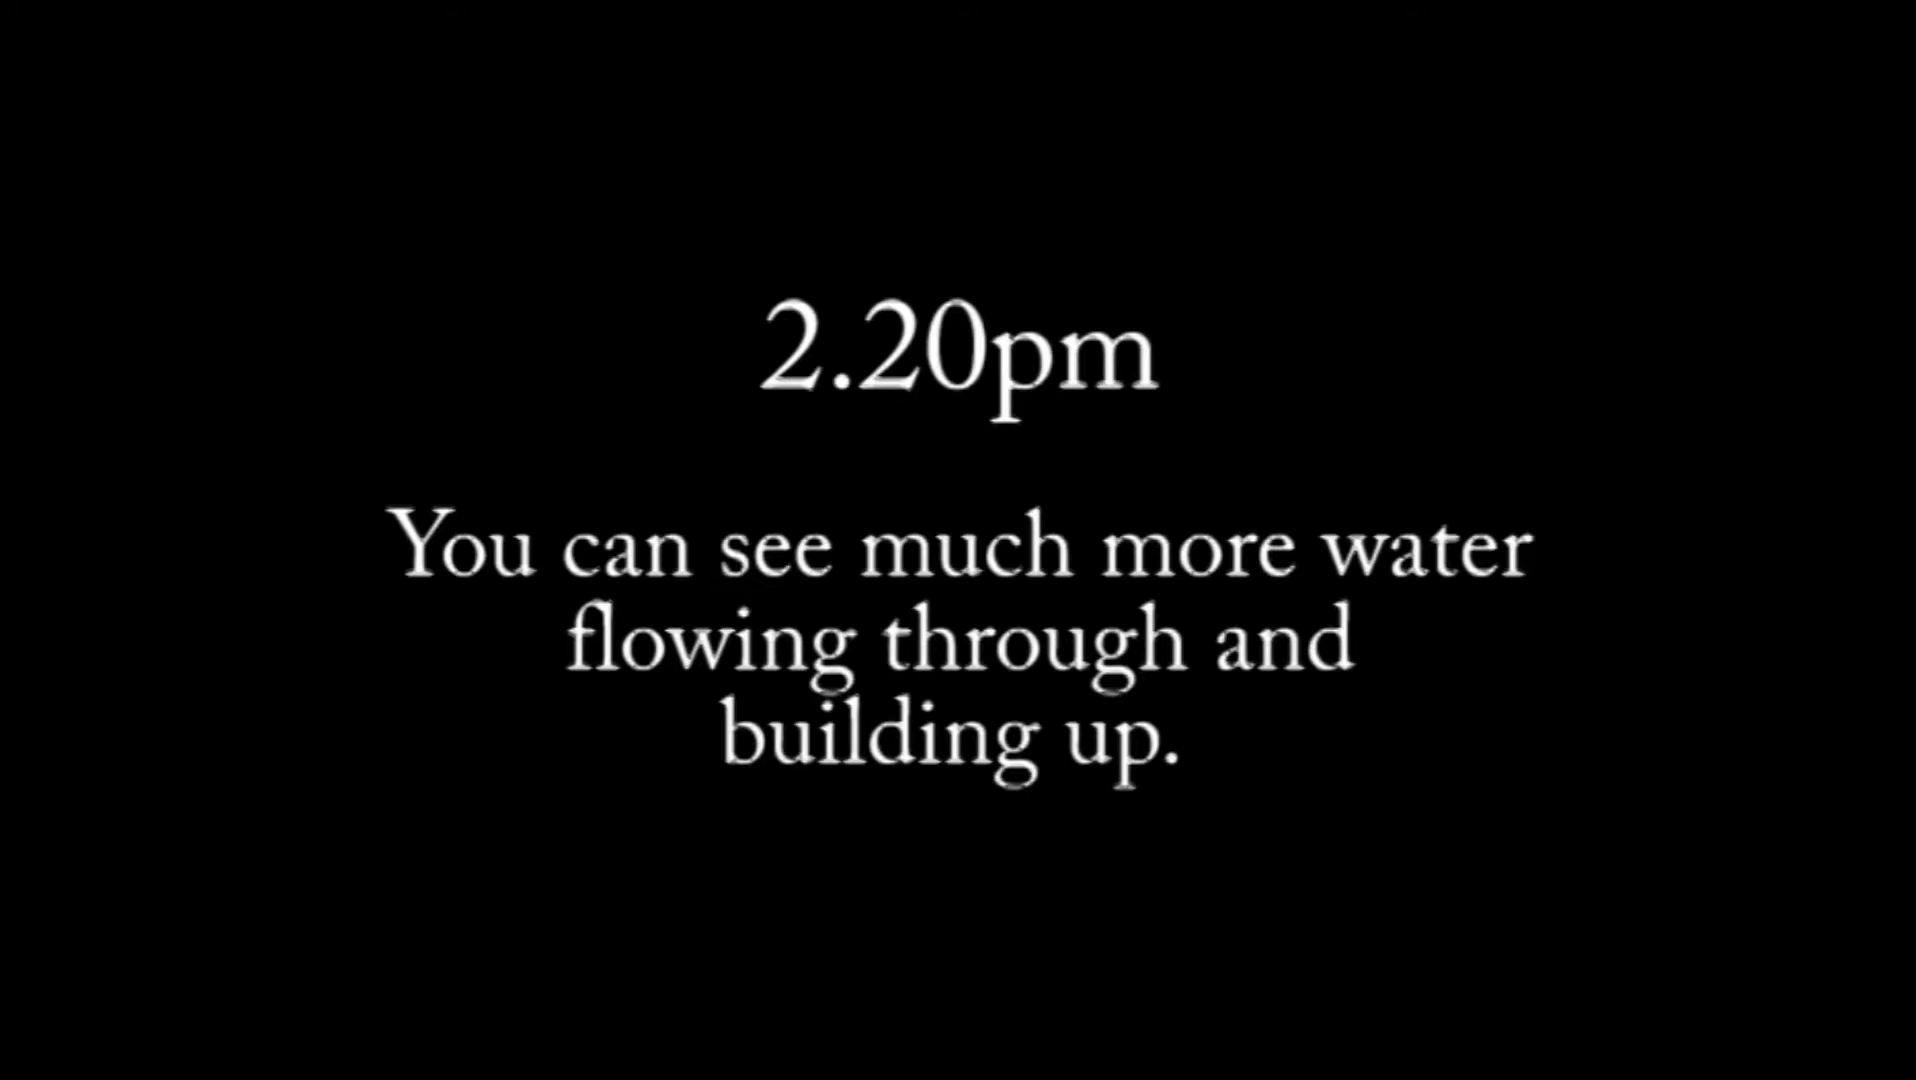 2.20pm
You can see much more water
flowing through and
building up.